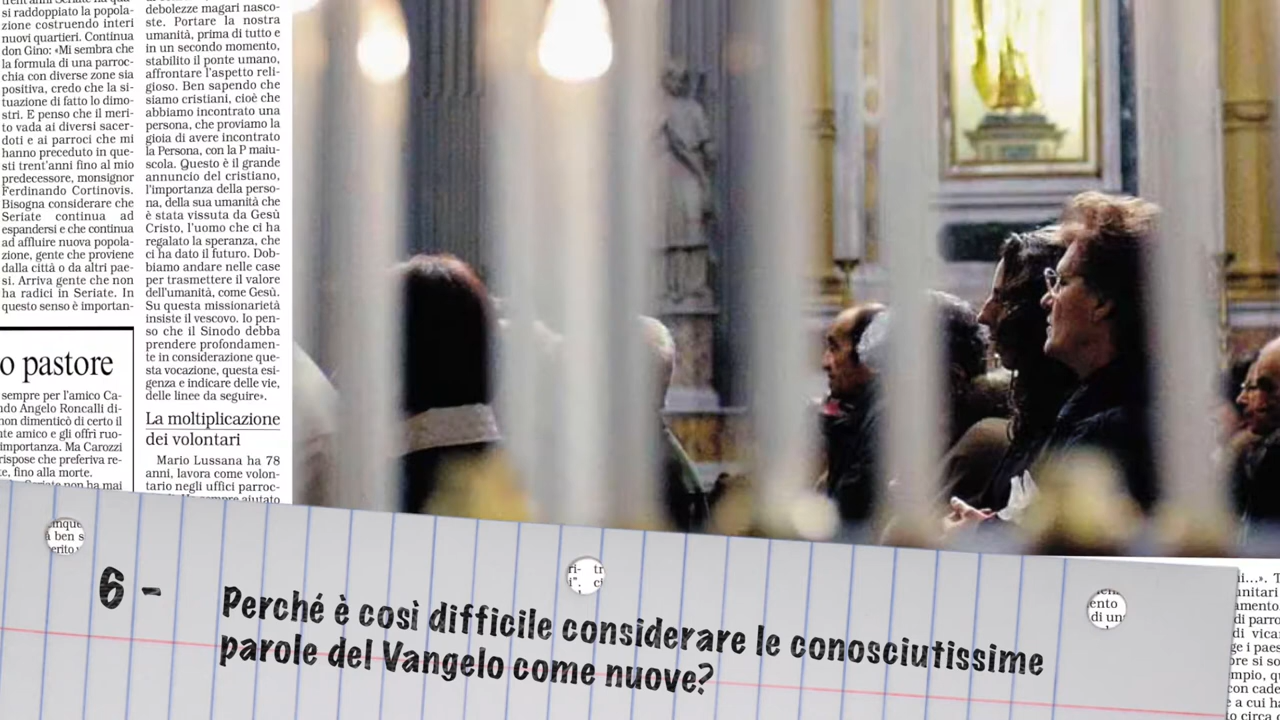 si raddoppiata la popola-
zione costruendo interi
nuovi quartieri. Continua
don Gino: «Mi sembra che
la formula di una parroc-
chia con diverse zone sia
positiva, credo che la si-
tuazione di fatto lo dimo-
stri. E penso che il meri-
to vada ai diversi sacer-
doti e ai parroci che mi
hanno preceduto in que-
sti trent'anni fino al mio
predecessore, monsignor
Ferdinando Cortinovis.
Bisogna considerare che
Seriate continua ad
espandersi e che continua
ad affluire nuova popola-
zione, gente che proviene
dalla città o da altri pae-
si. Arriva gente che non
ha radici in Seriate. In
questo senso è importan-
o pastore
sempre per l'amico Ca-
ndo Angelo Roncalli di-
non dimenticò di certo il
te amico e gli offrì ruo-
importanza. Ma Carozzi
rispose che preferiva re-
te, fino alla morte.
Seriate non ha mai
debolezze magari nasco-
ste. Portare la nostra
umanità, prima di tutto e
in un secondo momento,
stabilito il ponte umano,
affrontare l'aspetto reli-
gioso. Ben sapendo che
siamo cristiani, cioè che
abbiamo incontrato una
persona, che proviamo la
gioia di avere incontrato
la Persona, con la P maiu-
scola. Questo è il grande
annuncio del cristiano,
l'importanza della perso-
na, della sua umanità che
è stata vissuta da Gesù
Cristo, l'uomo che ci ha
regalato la speranza, che
ci ha dato il futuro. Dob-
biamo andare nelle case
per trasmettere il valore
dell'umanità, come Gesù.
Su questa missionarietà
insiste il vescovo. Io pen-
so che il Sinodo debba
prendere profondamen-
te in considerazione que-
sta vocazione, questa esi-
genza e indicare delle vie,
delle linee da seguire».
La moltiplicazione
dei volontari
Mario Lussana ha 78
anni, lavora come volon-
tario negli uffici parroc-
6 - Perché è così difficile considerare le conosciutissime
parole del Vangelo come nuove?